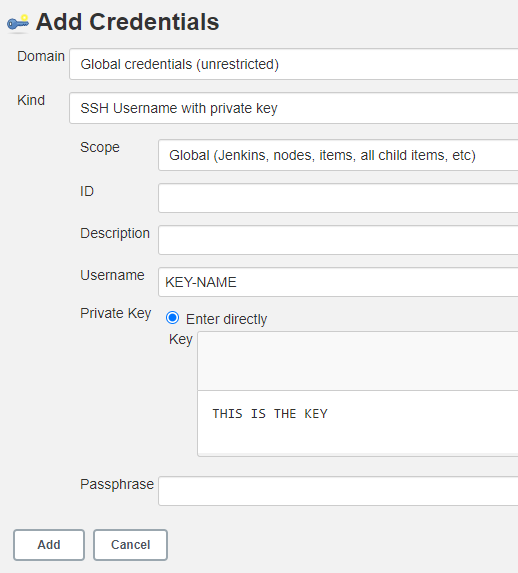 Add Credentials
Domain Global credentials (unrestricted)
Kind SSH Username with private key
Scope Global (Jenkins, nodes, items, all child items, etc)
ID
Description
Username KEY-NAME
Private Key Enter directly
Key
THIS IS THE KEY
Passphrase
Add Cancel